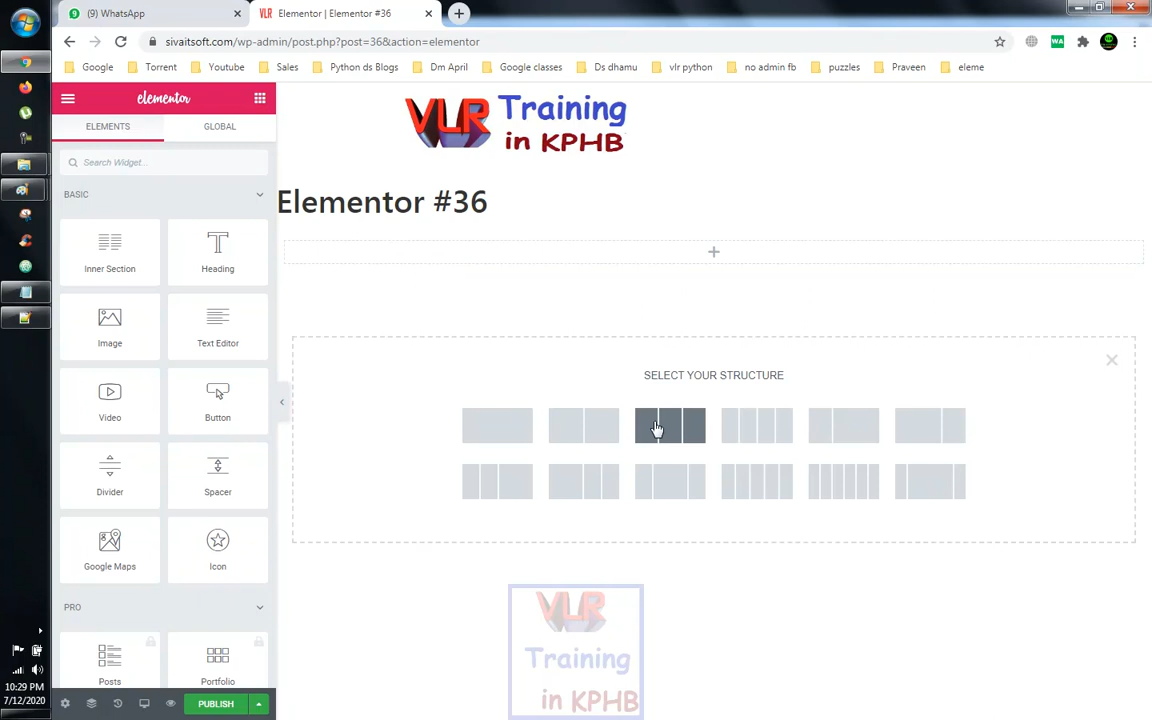 (9) WhatsApp
VLR Elementor | Elementor #36
sivaitsoft.com/wp-admin/post.php?post=36&action=elementor
WA
Google Torrent Youtube Sales Python ds Blogs Dm April Google classes Ds dhamu vlr python no admin fb puzzles Praveen eleme
elementor
ELEMENTS GLOBAL
Search Widget...
BASIC
Inner Section Heading
Image Text Editor
Video Button
Divider Spacer
Google Maps Icon
PRO
Posts Portfolio
PUBLISH
VLR Training
in KPHB
Elementor #36
SELECT YOUR STRUCTURE
VLR
Training
in KPHB
10:29 PM
7/12/2020